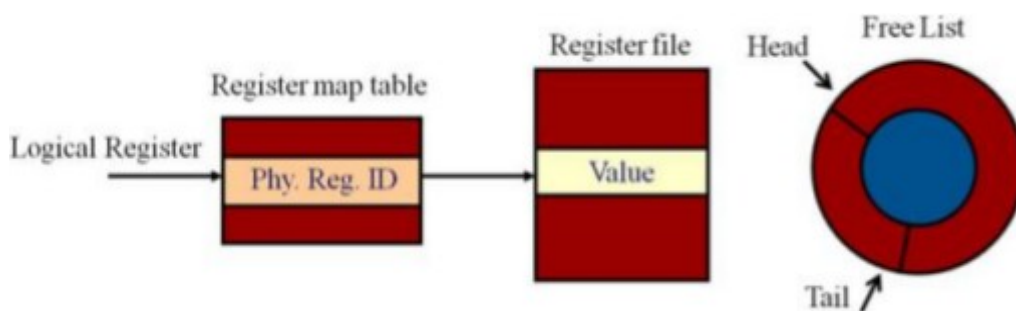 Register map table
Logical Register
Phy. Reg. ID
Register file
Value
Free List
Head
Tail